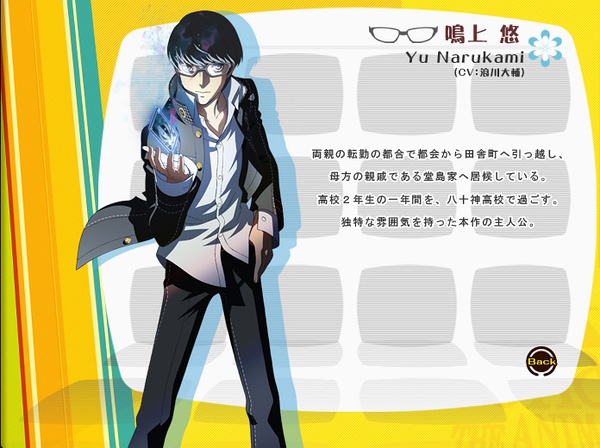 鳴上 悠
Yu Narukami
(CV:浪川大輔)
両親の転勤の都合で都会から田舎町へ引っ越し、
母方の親戚である堂島家へ居候している。
高校２年生の一年間を、八十神高校で過ごす。
独特な雰囲気を持った本作の主人公。
Back
THE ANIM